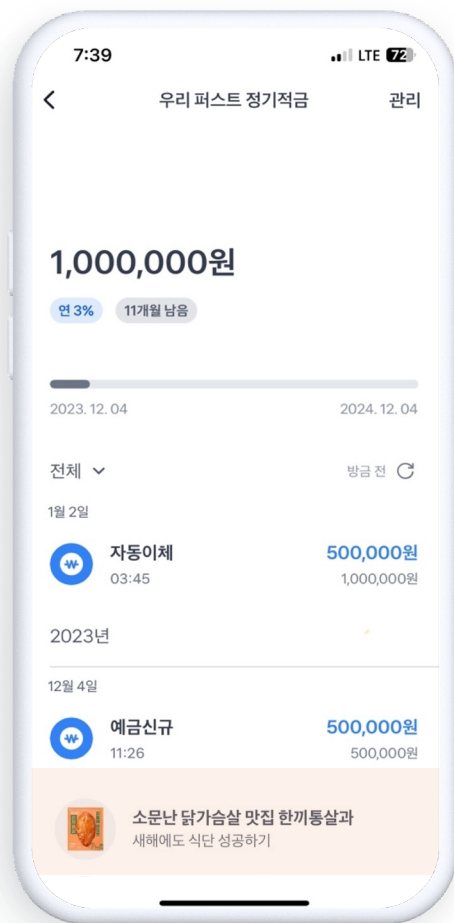 7:39
LTE 72
우리 퍼스트 정기적금 관리
1,000,000원
연 3% 11개월 남음
2023. 12. 04 2024. 12. 04
전체 방금 전
1월 2일
자동이체 500,000원
03:45 1,000,000원
2023년
12월 4일
예금신규 500,000원
11:26 500,000원
소문난 닭가슴살 맛집 한끼통살과
새해에도 식단 성공하기